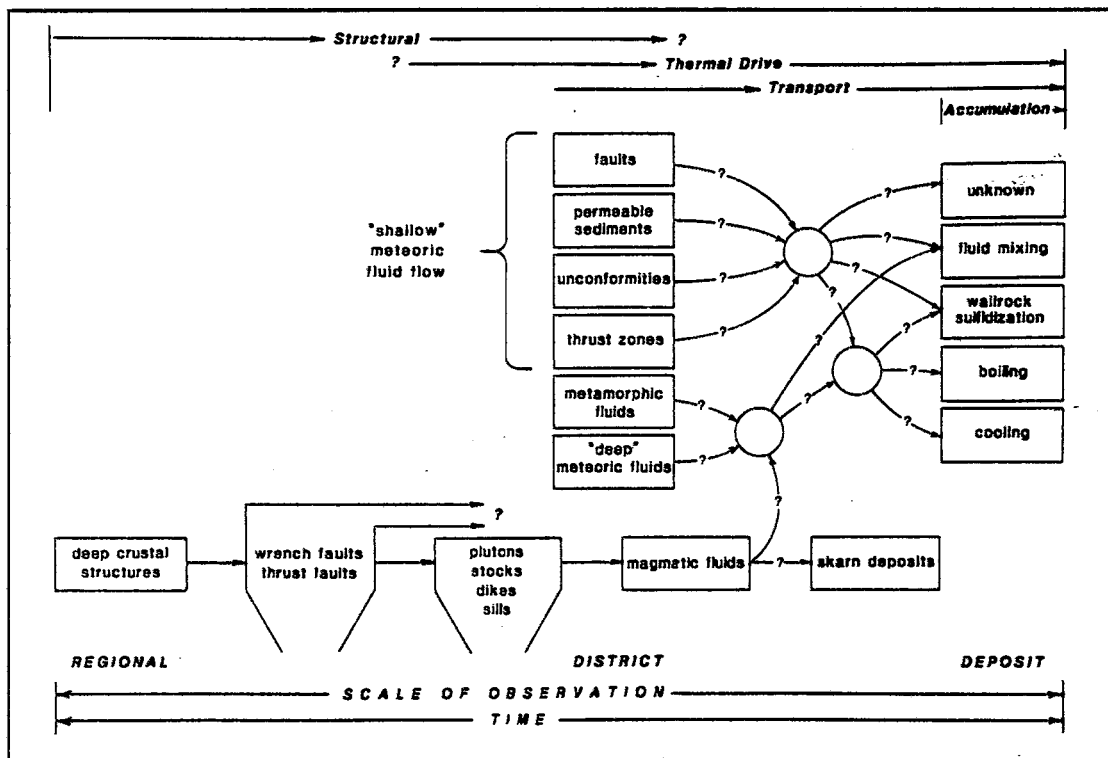 Structural ?
? Thermal Drive
Transport
Accumulation
faults
permeable
sediments
unconformities
thrust zones
"shallow"
meteoric
fluid flow
metamorphic
fluids
"deep"
meteoric fluids
? ? ? ?
? ?
? ? ? ?
? ?
? ? ? ?
unknown
fluid mixing
wallrock
sulfidization
boiling
cooling
?
deep crustal
structures
wrench faults
thrust faults
plutons
stocks
dikes
sills
magmatic fluids
?
skarn deposits
REGIONAL DISTRICT DEPOSIT
SCALE OF OBSERVATION
TIME